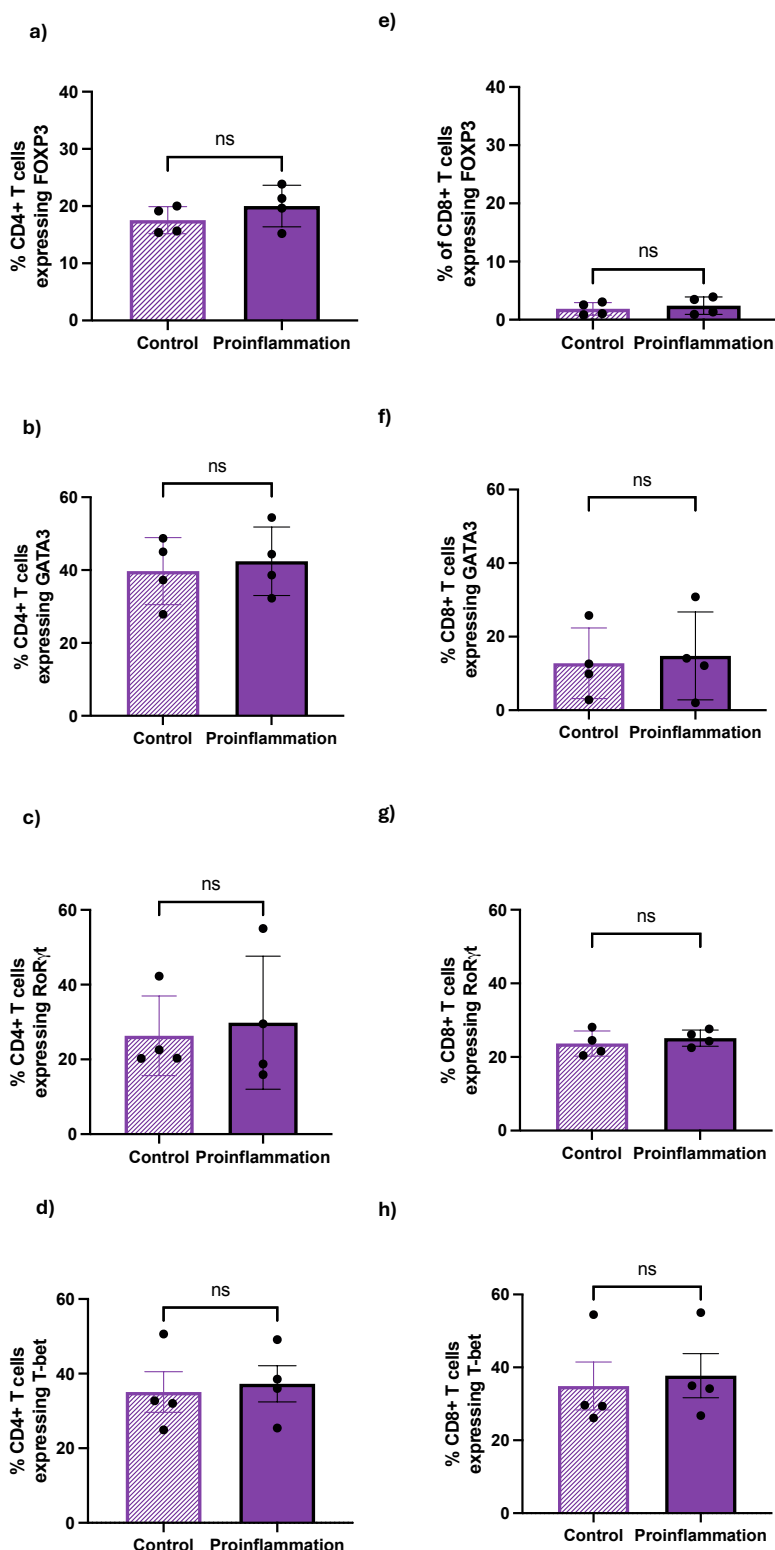 a)
% CD4+ T cells
expressing FOXP3
40
30
20
10
0
ns
Control Proinflammation
e)
% of CD8+ T cells
expressing FOXP3
40
30
20
10
0
ns
Control Proinflammation
b)
% CD4+ T cells
expressing GATA3
60
40
20
0
ns
Control Proinflammation
f)
% CD8+ T cells
expressing GATA3
60
40
20
0
ns
Control Proinflammation
c)
% CD4+ T cells
expressing RoRγt
60
40
20
0
ns
Control Proinflammation
g)
% CD8+ T cells
expressing RoRγt
60
40
20
0
ns
Control Proinflammation
d)
% CD4+ T cells
expressing T-bet
60
40
20
0
ns
Control Proinflammation
h)
% CD8+ T cells
expressing T-bet
60
40
20
0
ns
Control Proinflammation